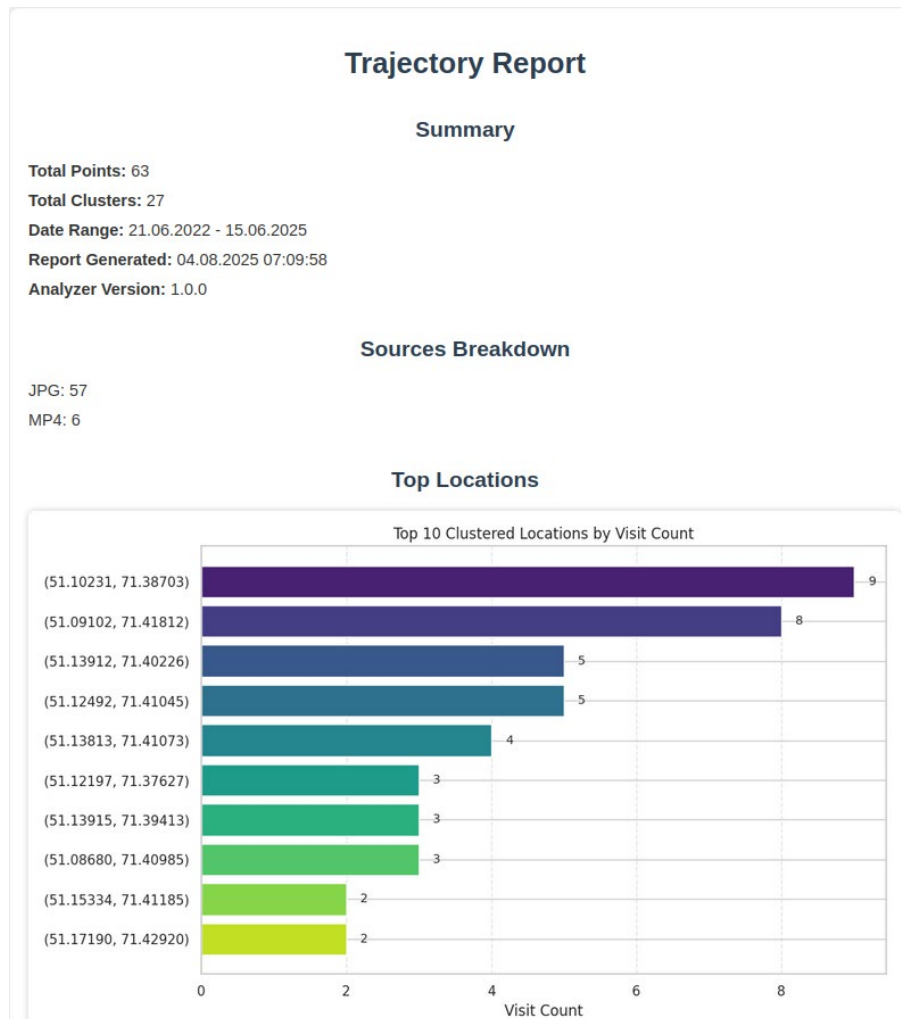 Trajectory Report
Summary
Total Points: 63
Total Clusters: 27
Date Range: 21.06.2022 - 15.06.2025
Report Generated: 04.08.2025 07:09:58
Analyzer Version: 1.0.0
Sources Breakdown
JPG: 57
MP4: 6
Top Locations
Top 10 Clustered Locations by Visit Count
(51.10231, 71.38703) 9
(51.09102, 71.41812) 8
(51.13912, 71.40226) 5
(51.12492, 71.41045) 5
(51.13813, 71.41073) 4
(51.12197, 71.37627) 3
(51.13915, 71.39413) 3
(51.08680, 71.40985) 3
(51.15334, 71.41185) 2
(51.17190, 71.42920) 2
0 2 4 6 8
Visit Count